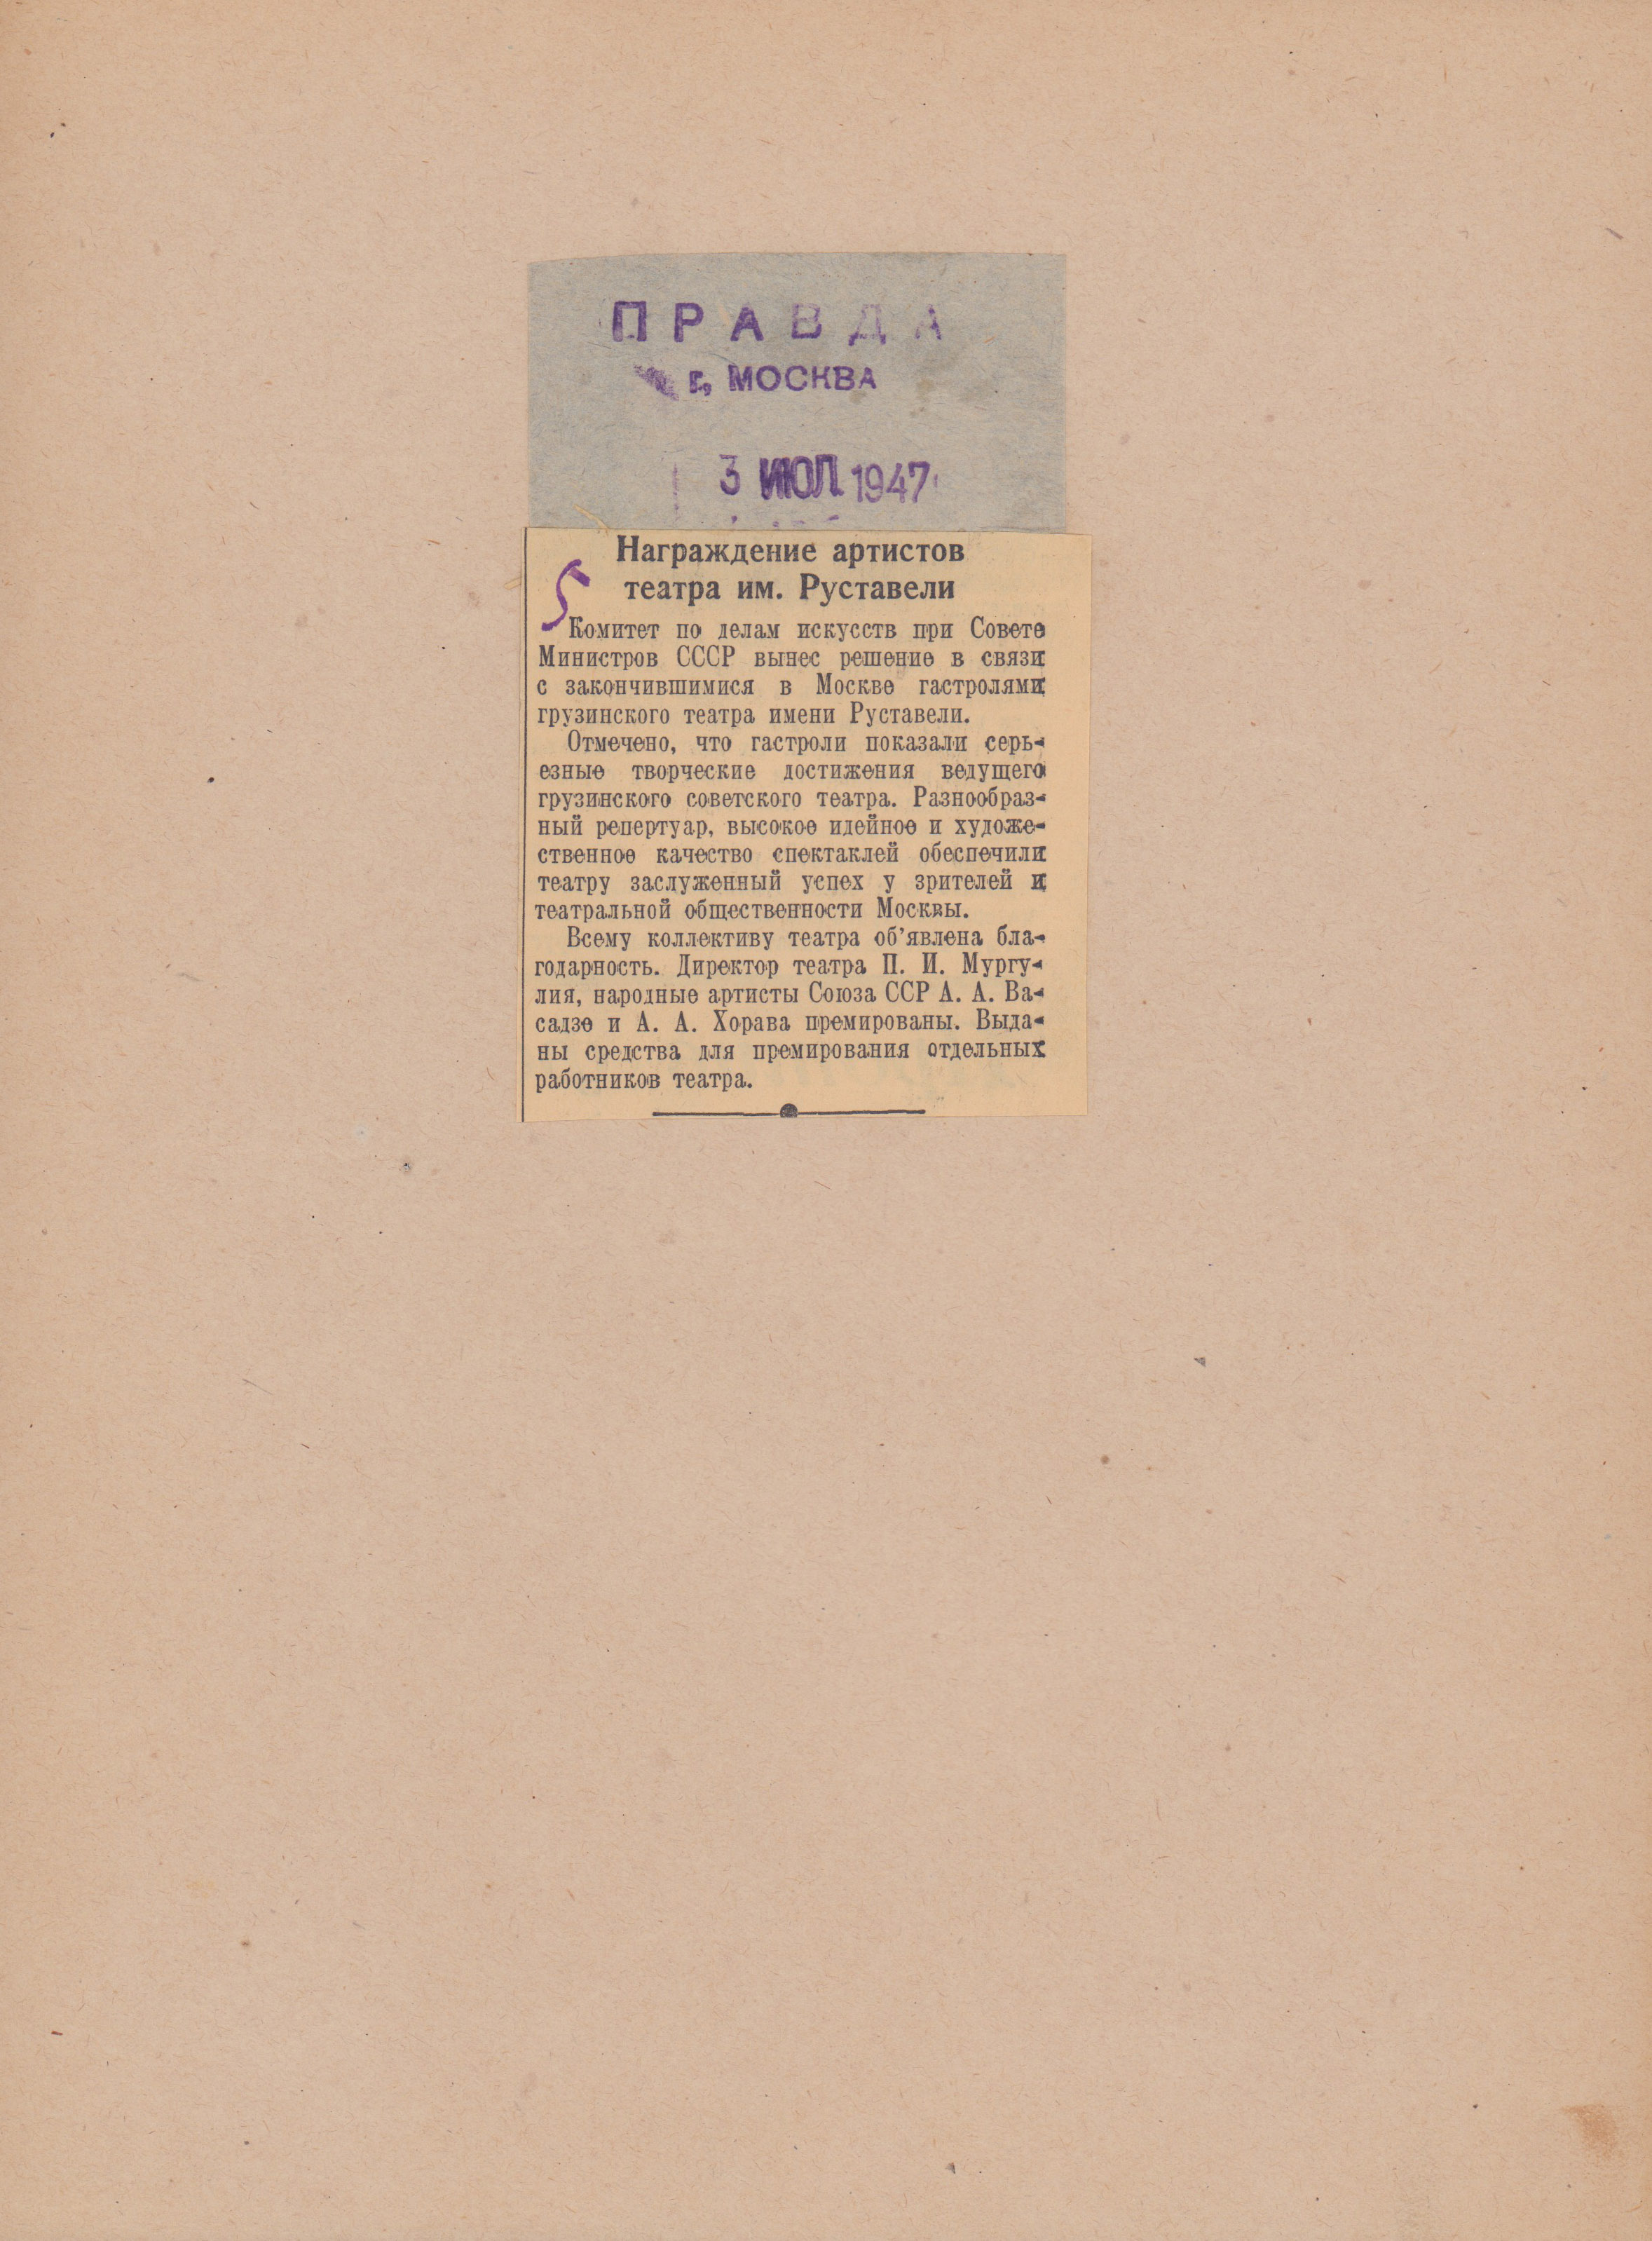 ПРАВДА
г. МОСКВА
3 ИЮЛ 1947
Награждение артистов
театра им. Руставели
Комитет по делам искусств при Совете
Министров СССР вынес решение в связи
с закончившимися в Москве гастролями
грузинского театра имени Руставели.
Отмечено, что гастроли показали серь-
езные творческие достижения ведущего
грузинского советского театра. Разнообраз-
ный репертуар, высокое идейное и художе-
ственное качество спектаклей обеспечили
театру заслуженный успех у зрителей и
театральной общественности Москвы.
Всему коллективу театра об’явлена бла-
годарность. Директор театра П. И. Мургу-
лия, народные артисты Союза ССР А. А. Ва-
садзе и А. А. Хорава премированы. Выда-
ны средства для премирования отдельных
работников театра.